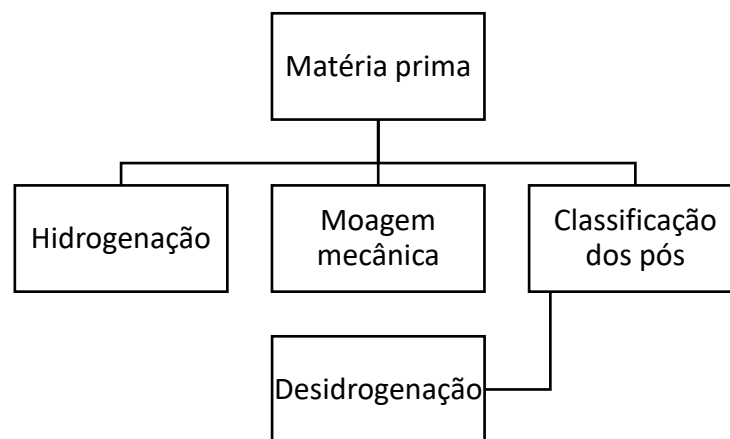 Matéria prima
Hidrogenação
Moagem
mecânica
Classificação
dos pós
Desidrogenação